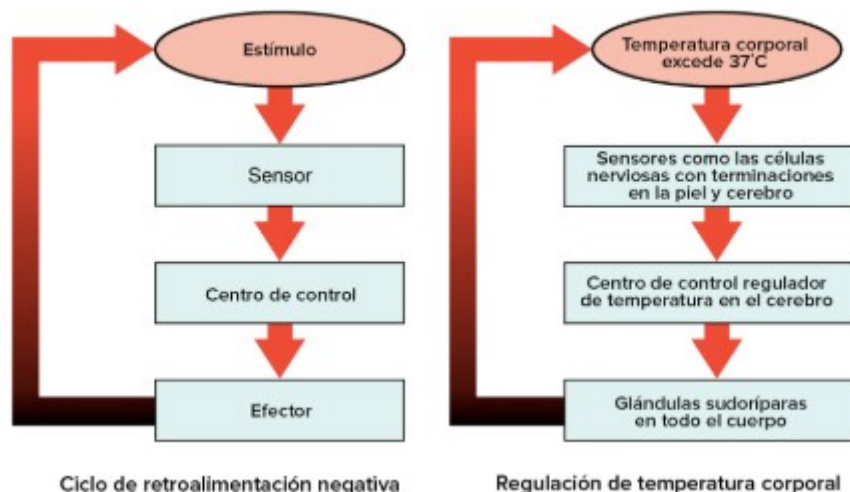 Estímulo
Sensor
Centro de control
Efector
Ciclo de retroalimentación negativa
Temperatura corporal
excede 37°C
Sensores como las células
nerviosas con terminaciones
en la piel y cerebro
Centro de control regulador
de temperatura en el cerebro
Glándulas sudoríparas
en todo el cuerpo
Regulación de temperatura corporal